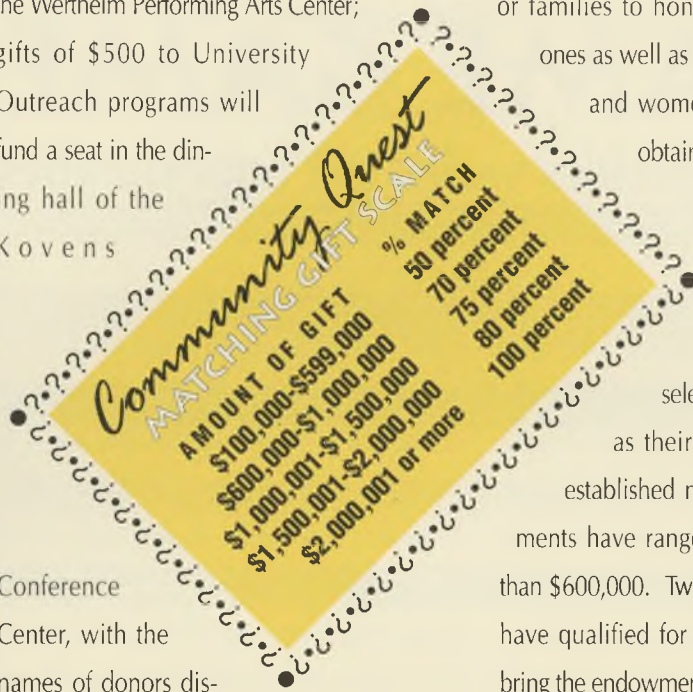 the Wertheim Performing Arts Center;
gifts of $500 to University
Outreach programs will
fund a seat in the din-
ing hall of the
Kovens
Conference
Center, with the
names of donors dis-
Community Quest
MATCHING GIFT SCALE
AMOUNT OF GIFT % MATCH
$100,000-$599,000 50 percent
$600,000-$1,000,000 70 percent
$1,000,001-$1,500,000 75 percent
$1,500,001-$2,000,000 80 percent
$2,000,001 or more 100 percent
or families to hon
ones as well as
and wome
obtain
sele
as their
established n
ments have range
than $600,000. Tw
have qualified for
bring the endowmen